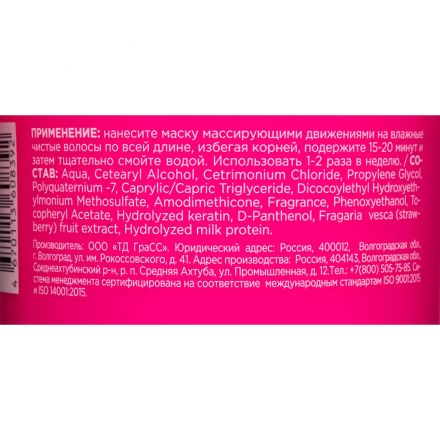 ПРИМЕНЕНИЕ: нанесите маску массирующими движениями на влажные
чистые волосы по всей длине, избегая корней, подержите 15-20 минут и
затем тщательно смойте водой. Использовать 1-2 раза в неделю./ СО-
СТАВ: Aqua, Cetearyl Alcohol, Cetrimonium Chloride, Propylene Glycol,
Polyquaternium -7, Caprylic/Capric Triglyceride, Dicocoylethyl Hydroxyeth-
ylmonium Methosulfate, Amodimethicone, Fragrance, Phenoxyethanol, To-
copheryl Acetate, Hydrolyzed keratin, D-Panthenol, Fragaria vesca (straw-
berry) fruit extract, Hydrolyzed milk protein.
Производитель: ООО «ТД ГраСС». Юридический адрес: Россия, 400012, Волгоградская обл.,
г. Волгоград, ул. им. Рокоссовского, д. 41. Адрес производства: Россия, 404143, Волгоградская обл.,
Среднеахтубинский р-н, р. п. Средняя Ахтуба, ул. Промышленная, д. 12.Тел.: +7(800) 505-75-85. Си-
стема менеджмента сертифицированна на соответствие международным стандартам ISO 9001:2015
и ISO 14001:2015.
4 610113 608392